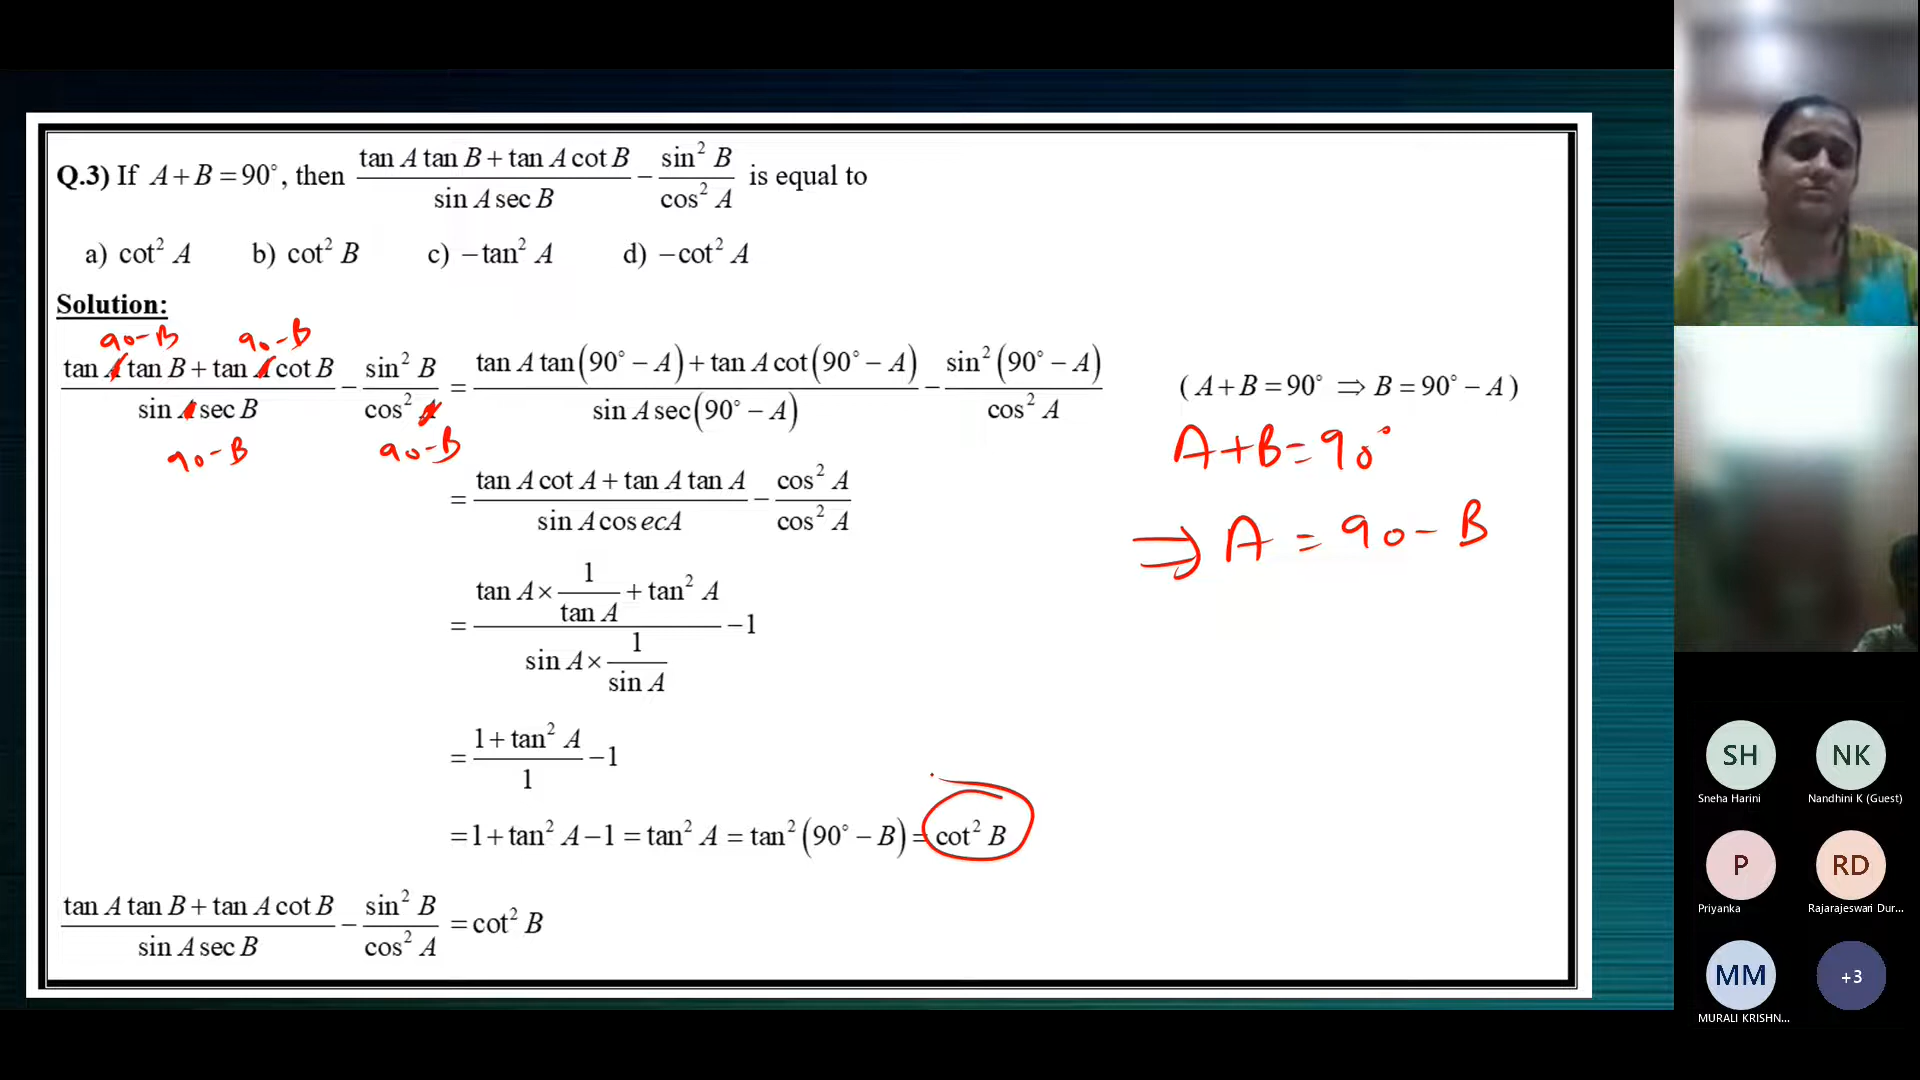 Q.3) If A + B = 90°, then (tan A tan B + tan A cot B)/(sin A sec B) − (sin² B)/(cos² A) is equal to
a) cot² A b) cot² B c) −tan² A d) −cot² A
Solution:
90-B 90-B
(tan A tan B + tan A cot B)/(sin A sec B) − (sin² B)/(cos² A) = (tan A tan(90° − A) + tan A cot(90° − A))/(sin A sec(90° − A)) − (sin²(90° − A))/(cos² A) ( A + B = 90° ⇒ B = 90° − A )
90-B 90-B
A+B=90°
= (tan A cot A + tan A tan A)/(sin A cos ecA) − (cos² A)/(cos² A)
⇒ A = 90-B
= (tan A × 1/tan A + tan² A)/(sin A × 1/sin A) − 1
= (1 + tan² A)/1 − 1
= 1 + tan² A − 1 = tan² A = tan²(90° − B) = cot² B
(tan A tan B + tan A cot B)/(sin A sec B) − (sin² B)/(cos² A) = cot² B
SH NK
Sneha Harini Nandhini K (Guest)
P RD
Priyanka Rajarajeswari Dur...
MM +3
MURALI KRISHN...